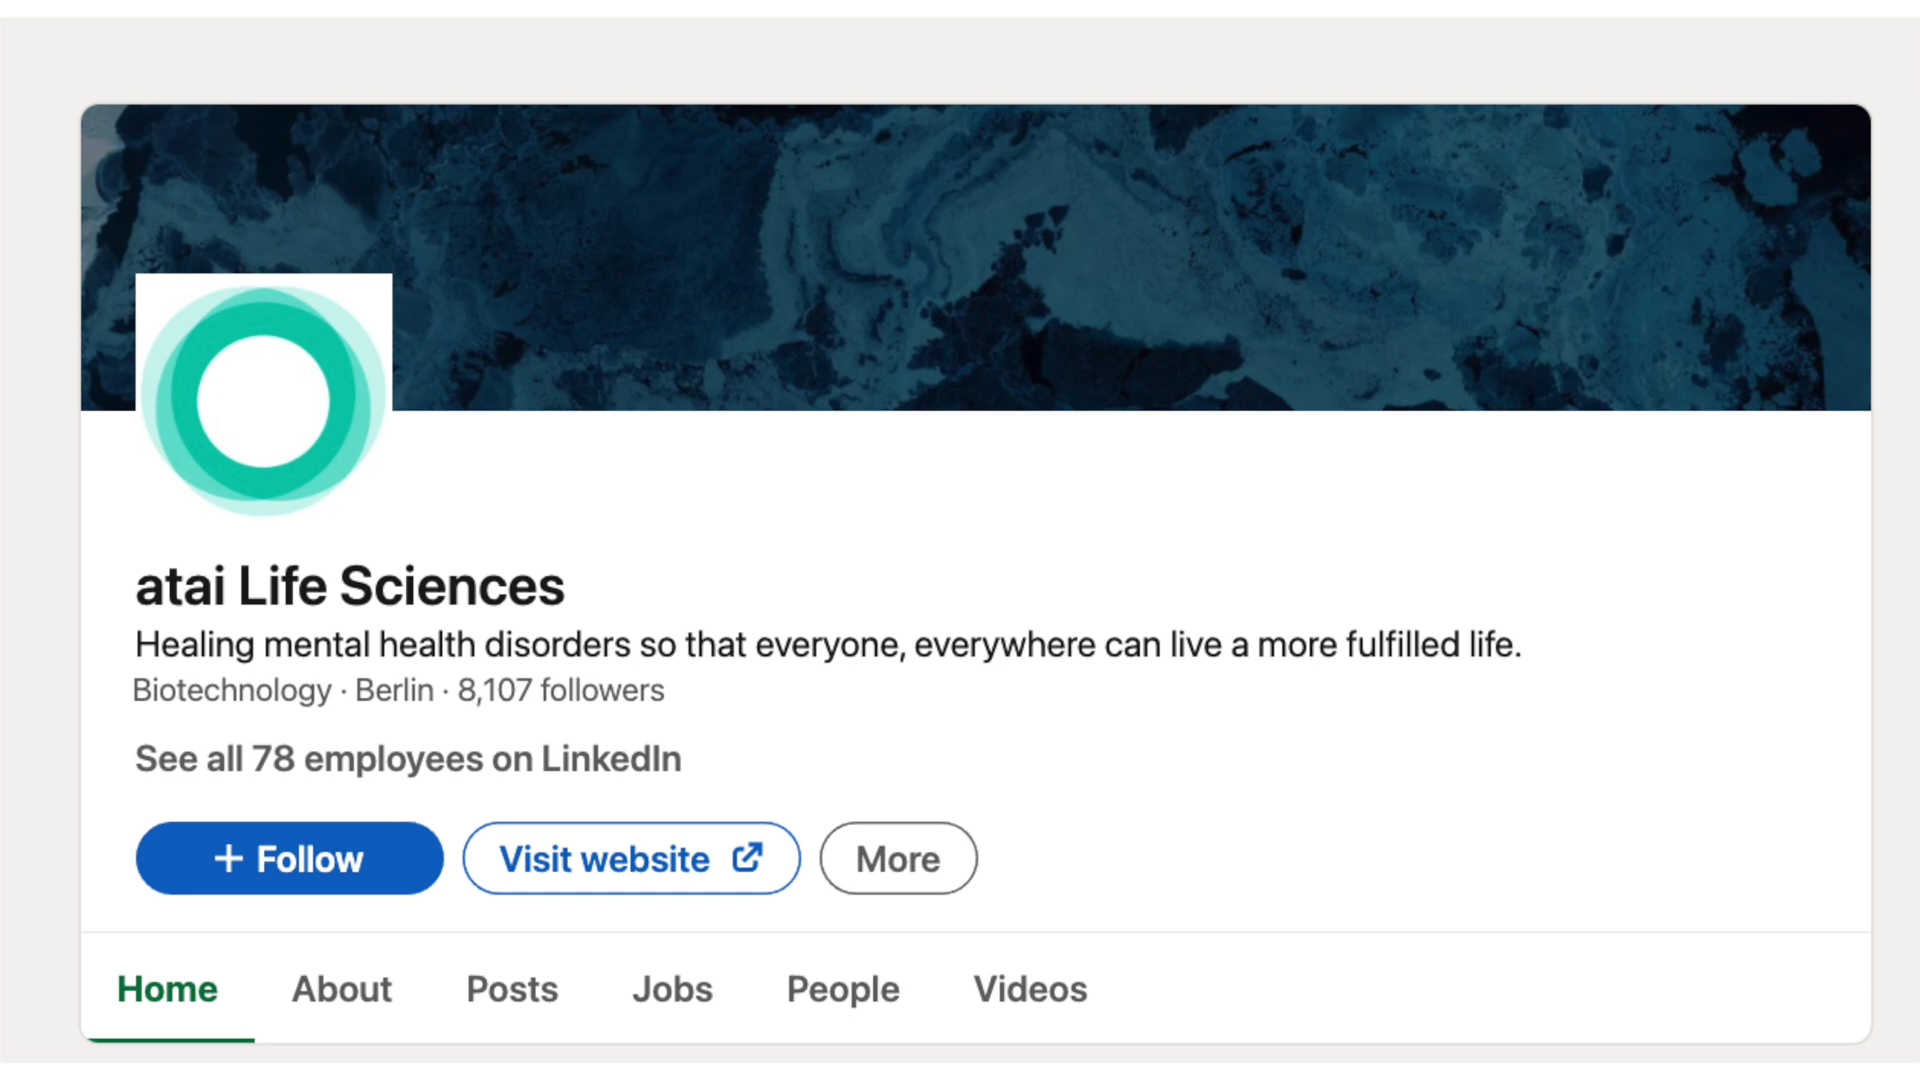 atai Life Sciences
Healing mental health disorders so that everyone, everywhere can live a more fulfilled life.
Biotechnology · Berlin · 8,107 followers
See all 78 employees on LinkedIn
+ Follow Visit website More
Home About Posts Jobs People Videos